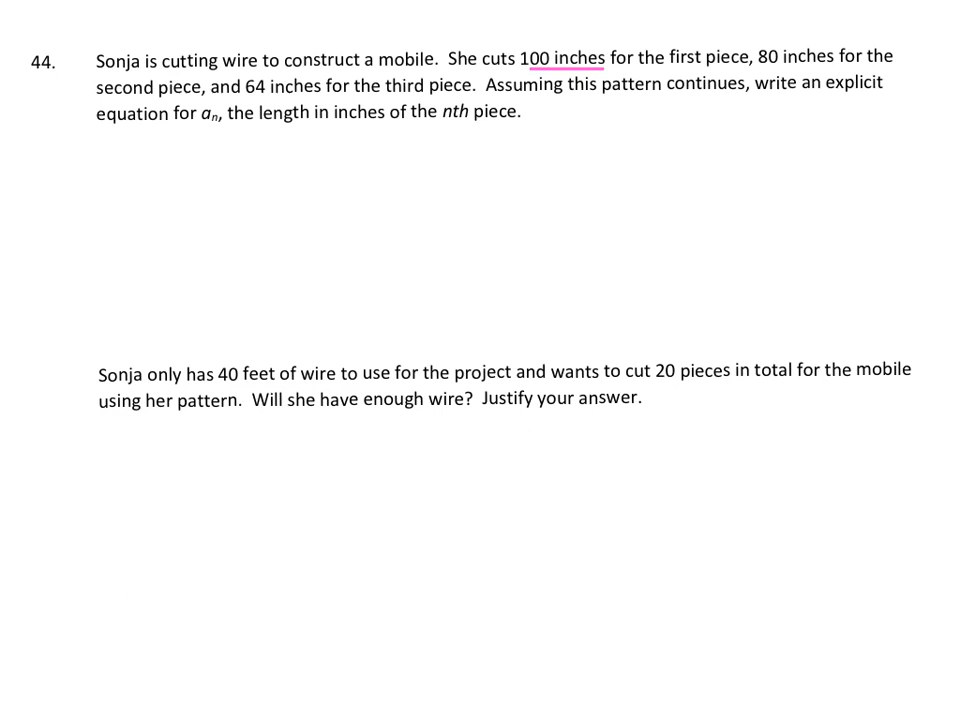 44. Sonja is cutting wire to construct a mobile. She cuts 100 inches for the first piece, 80 inches for the
second piece, and 64 inches for the third piece. Assuming this pattern continues, write an explicit
equation for aₙ, the length in inches of the nth piece.
Sonja only has 40 feet of wire to use for the project and wants to cut 20 pieces in total for the mobile
using her pattern. Will she have enough wire? Justify your answer.